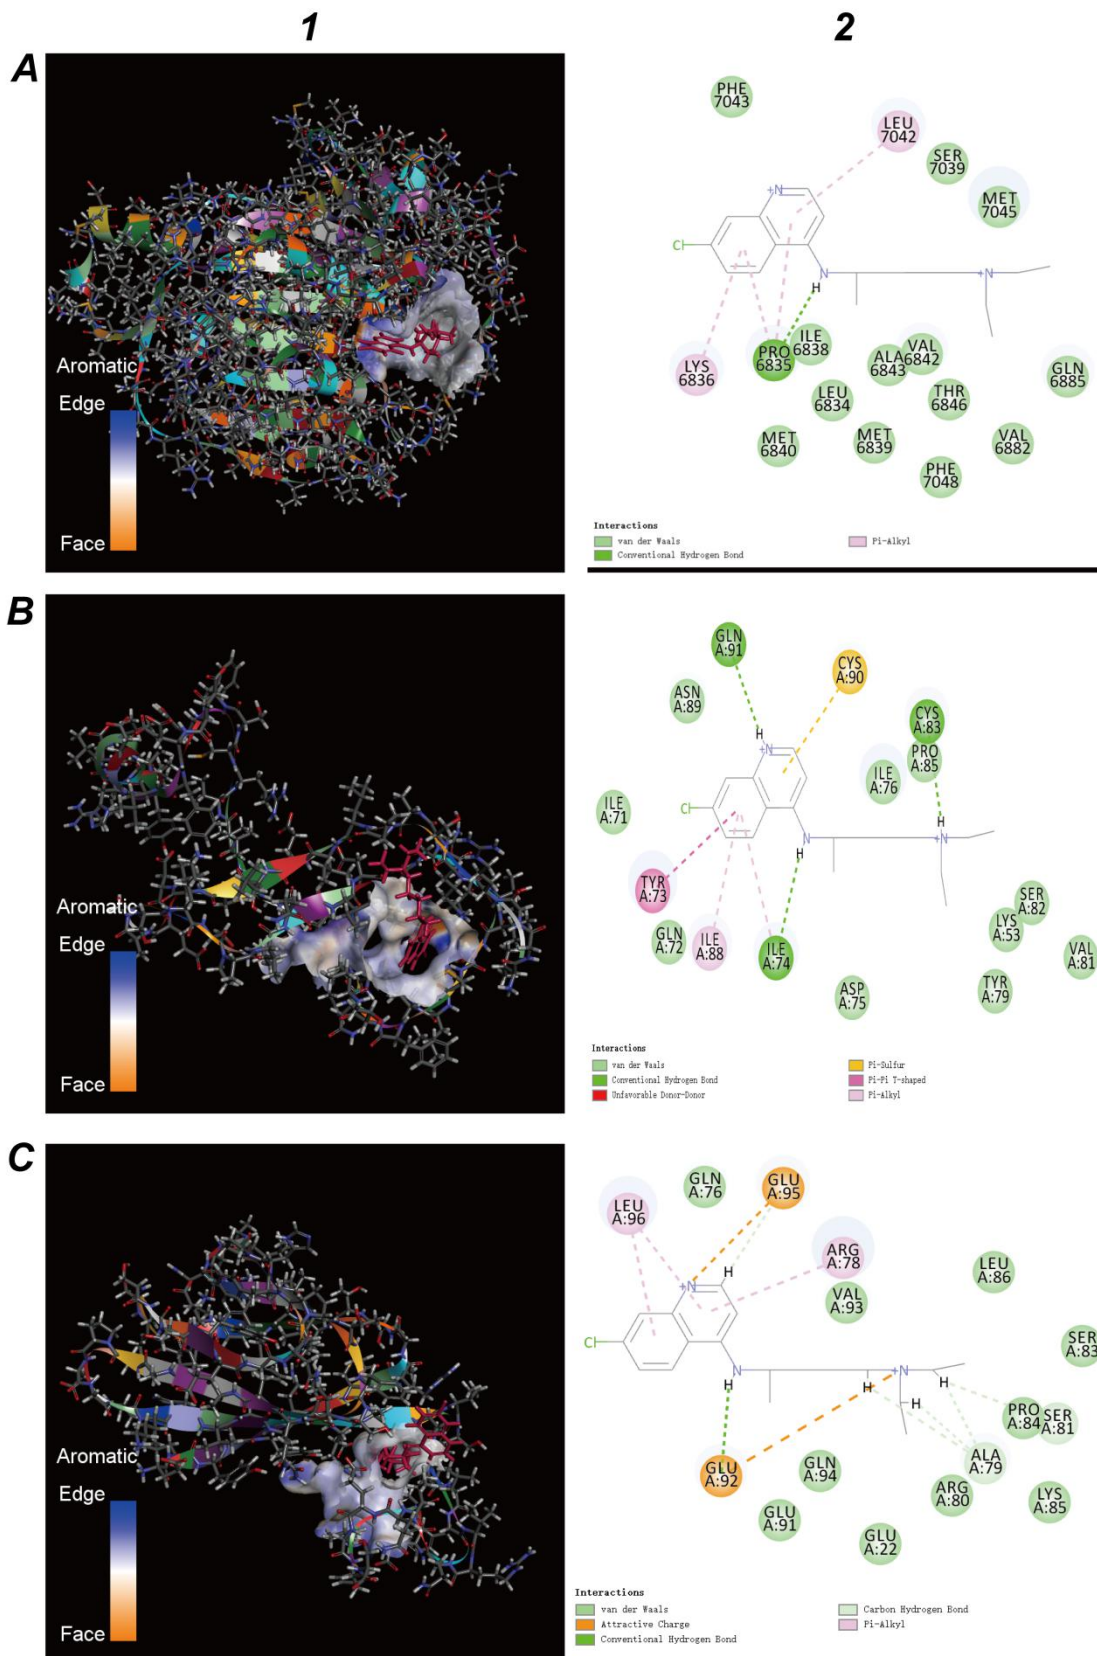 1
2
A
Aromatic
Edge
Face
PHE
7043
LEU
7042
SER
7039
MET
7045
+N
Cl
N
H
+N
LYS
6836
PRO
6835
ILE
6838
ALA
6843
VAL
6842
GLN
6885
LEU
6834
THR
6846
MET
6840
MET
6839
VAL
6882
PHE
7048
Interactions
van der Waals
Conventional Hydrogen Bond
Pi-Alkyl
B
Aromatic
Edge
Face
GLN
A:91
CYS
A:90
ASN
A:89
CYS
A:83
PRO
A:85
ILE
A:76
H
+N
ILE
A:71
Cl
H
+N
N
H
TYR
A:73
SER
A:82
GLN
A:72
ILE
A:88
ILE
A:74
LYS
A:53
VAL
A:81
ASP
A:75
TYR
A:79
Interactions
van der Waals
Conventional Hydrogen Bond
Unfavorable Donor-Donor
Pi-Sulfur
Pi-Pi T-shaped
Pi-Alkyl
C
Aromatic
Edge
Face
LEU
A:96
GLN
A:76
GLU
A:95
ARG
A:78
LEU
A:86
H
+N
VAL
A:93
Cl
SER
A:83
N
H
+N
H
H
H
PRO
A:84
SER
A:81
GLU
A:92
GLN
A:94
ALA
A:79
ARG
A:80
LYS
A:85
GLU
A:91
GLU
A:22
Interactions
van der Waals
Attractive Charge
Conventional Hydrogen Bond
Carbon Hydrogen Bond
Pi-Alkyl